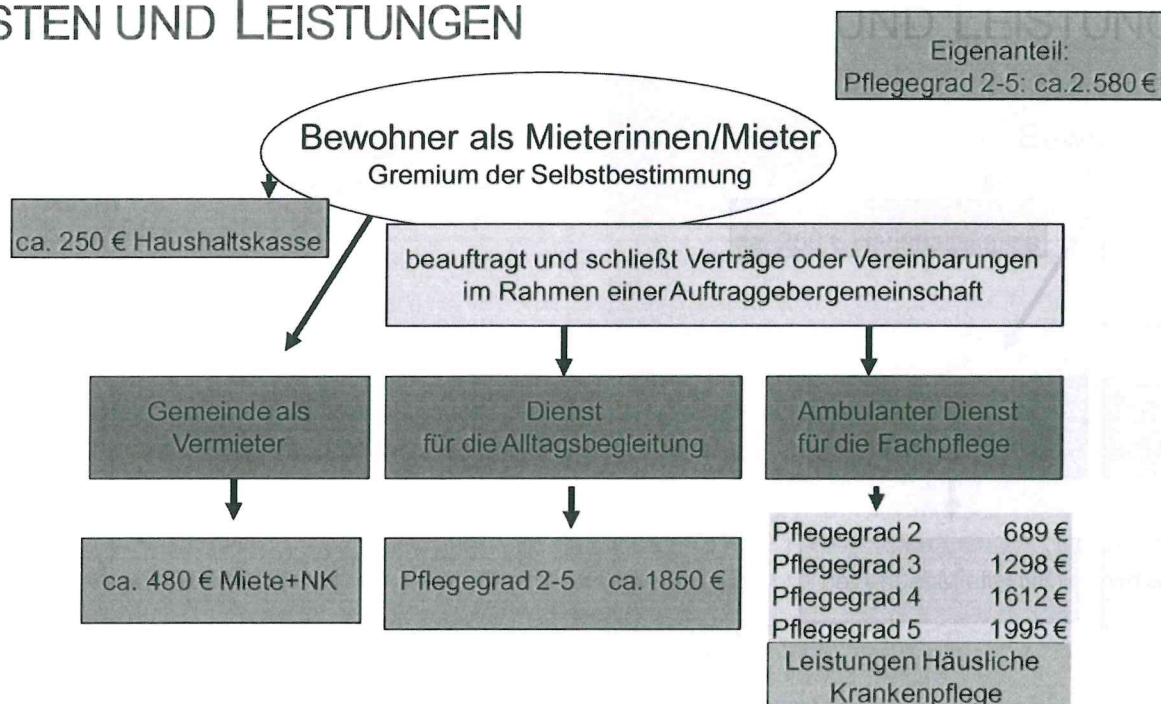 STEN UND LEISTUNGEN
UND LEISTUNG
Eigenanteil:
Pflegegrad 2-5: ca.2.580 €
Bewohner als Mieterinnen/Mieter
Gremium der Selbstbestimmung
ca. 250 € Haushaltskasse
beauftragt und schließt Verträge oder Vereinbarungen
im Rahmen einer Auftraggebergemeinschaft
Gemeinde als
Vermieter
Dienst
für die Alltagsbegleitung
Ambulanter Dienst
für die Fachpflege
ca. 480 € Miete+NK
Pflegegrad 2-5 ca.1850 €
Pflegegrad 2 689 €
Pflegegrad 3 1298 €
Pflegegrad 4 1612 €
Pflegegrad 5 1995 €
Leistungen Häusliche
Krankenpflege